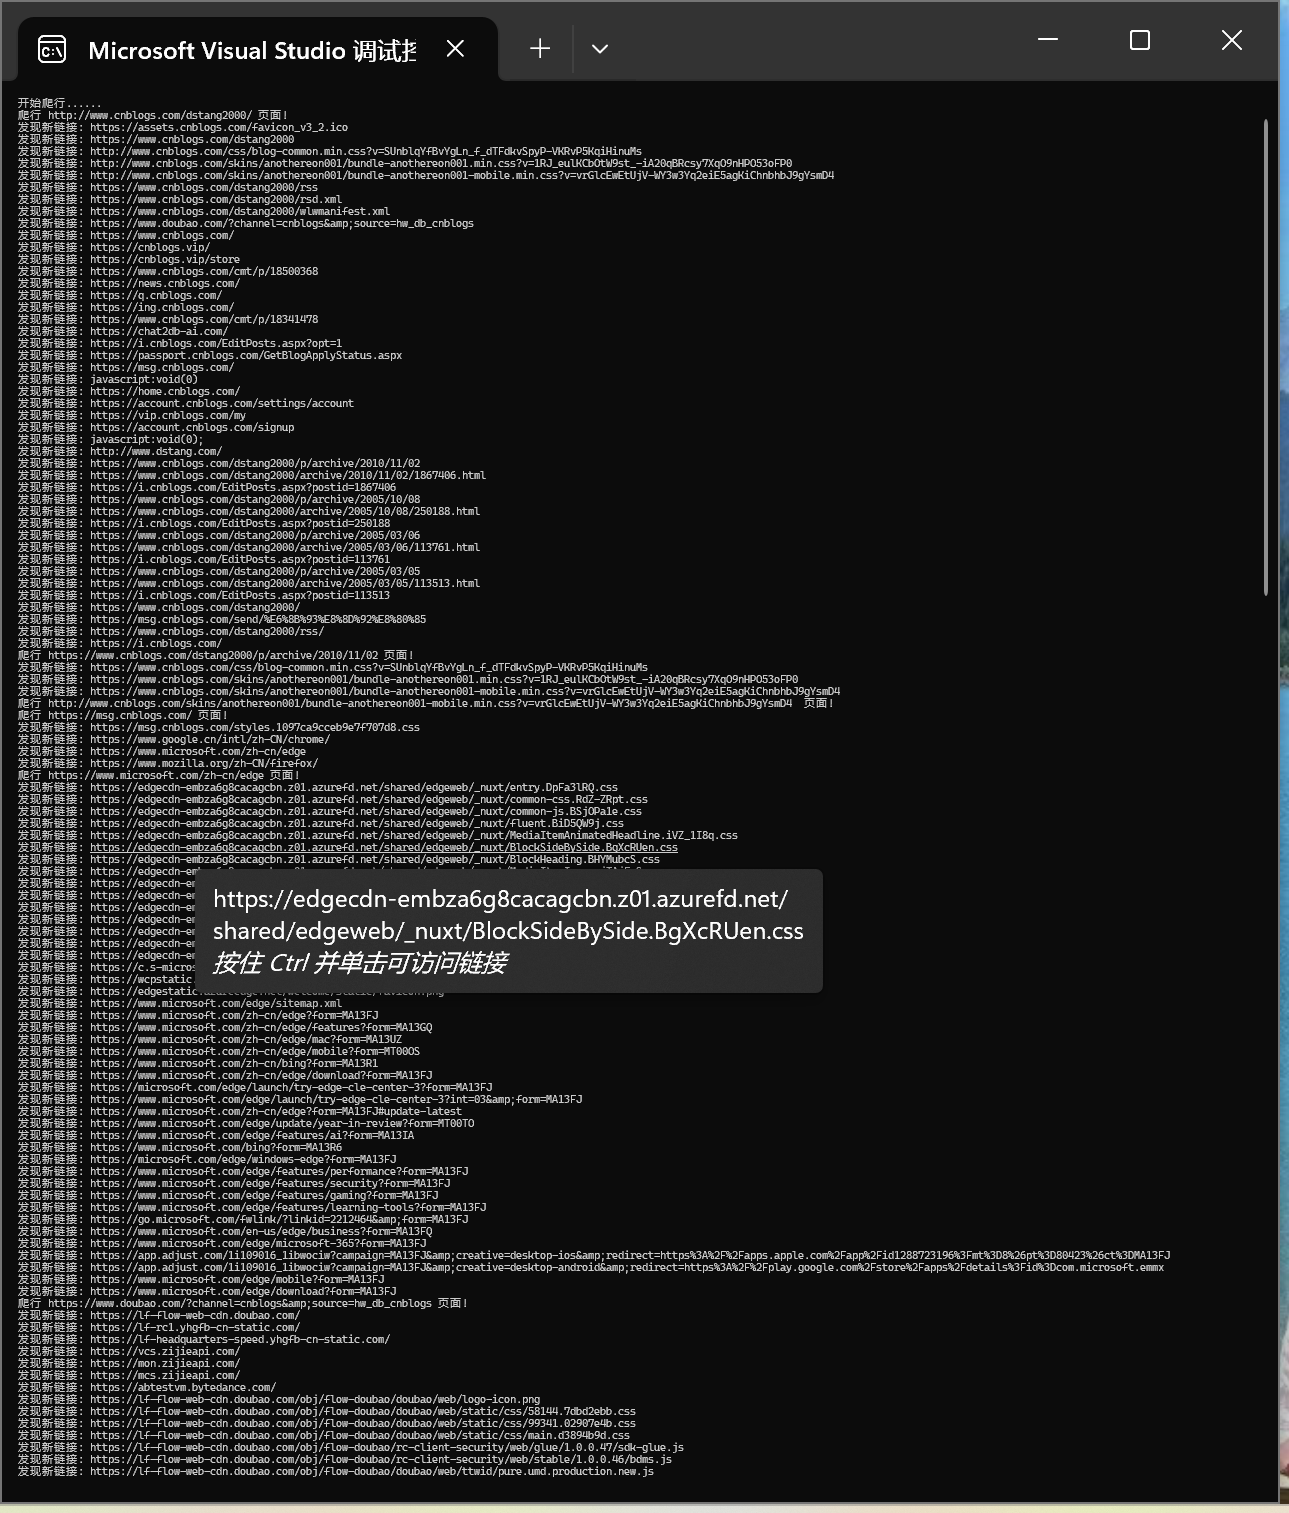 Microsoft Visual Studio 调试控
开始爬行......
爬行 http://www.cnblogs.com/dstang2000/ 页面!
发现新链接: https://assets.cnblogs.com/favicon_v3_2.ico
发现新链接: https://www.cnblogs.com/dstang2000
发现新链接: http://www.cnblogs.com/css/blog-common.min.css?v=SUnblqYfBvYgLn_f_dTFdkvSpyP-VKRvP5KqiHinuMs
发现新链接: http://www.cnblogs.com/skins/anothereon001/bundle-anothereon001.min.css?v=1RJ_eulKCbOtW9st_-iA20qBRcsy7XqO9nHPO53oFP0
发现新链接: http://www.cnblogs.com/skins/anothereon001/bundle-anothereon001-mobile.min.css?v=vrGlcEwEtUjV-WY3w3Yq2eiE5agKiChnbhbJ9gYsmD4
发现新链接: https://www.cnblogs.com/dstang2000/rss
发现新链接: https://www.cnblogs.com/dstang2000/rsd.xml
发现新链接: https://www.cnblogs.com/dstang2000/wlwmanifest.xml
发现新链接: https://www.doubao.com/?channel=cnblogs&amp;source=hw_db_cnblogs
发现新链接: https://www.cnblogs.com/
发现新链接: https://cnblogs.vip/
发现新链接: https://cnblogs.vip/store
发现新链接: https://www.cnblogs.com/cmt/p/18500368
发现新链接: https://news.cnblogs.com/
发现新链接: https://q.cnblogs.com/
发现新链接: https://ing.cnblogs.com/
发现新链接: https://www.cnblogs.com/cmt/p/18341478
发现新链接: https://chat2db-ai.com/
发现新链接: https://i.cnblogs.com/EditPosts.aspx?opt=1
发现新链接: https://passport.cnblogs.com/GetBlogApplyStatus.aspx
发现新链接: https://msg.cnblogs.com/
发现新链接: javascript:void(0)
发现新链接: https://home.cnblogs.com/
发现新链接: https://account.cnblogs.com/settings/account
发现新链接: https://vip.cnblogs.com/my
发现新链接: https://account.cnblogs.com/signup
发现新链接: javascript:void(0);
发现新链接: http://www.dstang.com/
发现新链接: https://www.cnblogs.com/dstang2000/p/archive/2010/11/02
发现新链接: https://www.cnblogs.com/dstang2000/archive/2010/11/02/1867406.html
发现新链接: https://i.cnblogs.com/EditPosts.aspx?postid=1867406
发现新链接: https://www.cnblogs.com/dstang2000/p/archive/2005/10/08
发现新链接: https://www.cnblogs.com/dstang2000/archive/2005/10/08/250188.html
发现新链接: https://i.cnblogs.com/EditPosts.aspx?postid=250188
发现新链接: https://www.cnblogs.com/dstang2000/p/archive/2005/03/06
发现新链接: https://www.cnblogs.com/dstang2000/archive/2005/03/06/113761.html
发现新链接: https://i.cnblogs.com/EditPosts.aspx?postid=113761
发现新链接: https://www.cnblogs.com/dstang2000/p/archive/2005/03/05
发现新链接: https://www.cnblogs.com/dstang2000/archive/2005/03/05/113513.html
发现新链接: https://i.cnblogs.com/EditPosts.aspx?postid=113513
发现新链接: https://www.cnblogs.com/dstang2000/
发现新链接: https://msg.cnblogs.com/send/%E6%8B%93%E8%8D%92%E8%80%85
发现新链接: https://www.cnblogs.com/dstang2000/rss/
发现新链接: https://i.cnblogs.com/
爬行 https://www.cnblogs.com/dstang2000/p/archive/2010/11/02 页面!
发现新链接: https://www.cnblogs.com/css/blog-common.min.css?v=SUnblqYfBvYgLn_f_dTFdkvSpyP-VKRvP5KqiHinuMs
发现新链接: https://www.cnblogs.com/skins/anothereon001/bundle-anothereon001.min.css?v=1RJ_eulKCbOtW9st_-iA20qBRcsy7XqO9nHPO53oFP0
发现新链接: https://www.cnblogs.com/skins/anothereon001/bundle-anothereon001-mobile.min.css?v=vrGlcEwEtUjV-WY3w3Yq2eiE5agKiChnbhbJ9gYsmD4
爬行 http://www.cnblogs.com/skins/anothereon001/bundle-anothereon001-mobile.min.css?v=vrGlcEwEtUjV-WY3w3Yq2eiE5agKiChnbhbJ9gYsmD4 页面!
爬行 https://msg.cnblogs.com/ 页面!
发现新链接: https://msg.cnblogs.com/styles.1097ca9cceb9e7f707d8.css
发现新链接: https://www.google.cn/intl/zh-CN/chrome/
发现新链接: https://www.microsoft.com/zh-cn/edge
发现新链接: https://www.mozilla.org/zh-CN/firefox/
爬行 https://www.microsoft.com/zh-cn/edge 页面!
发现新链接: https://edgecdn-embza6g8cacagcbn.z01.azurefd.net/shared/edgeweb/_nuxt/entry.DpFa3lRQ.css
发现新链接: https://edgecdn-embza6g8cacagcbn.z01.azurefd.net/shared/edgeweb/_nuxt/common-css.RdZ-ZRpt.css
发现新链接: https://edgecdn-embza6g8cacagcbn.z01.azurefd.net/shared/edgeweb/_nuxt/common-js.BSjOPa1e.css
发现新链接: https://edgecdn-embza6g8cacagcbn.z01.azurefd.net/shared/edgeweb/_nuxt/fluent.BiD5QW9j.css
发现新链接: https://edgecdn-embza6g8cacagcbn.z01.azurefd.net/shared/edgeweb/_nuxt/MediaItemAnimatedHeadline.iVZ_1I8q.css
发现新链接: https://edgecdn-embza6g8cacagcbn.z01.azurefd.net/shared/edgeweb/_nuxt/BlockSideBySide.BgXcRUen.css
发现新链接: https://edgecdn-embza6g8cacagcbn.z01.azurefd.net/shared/edgeweb/_nuxt/BlockHeading.BHYMubcS.css
发现新链接: https://edgecdn-em
发现新链接: https://edgecdn-em
发现新链接: https://edgecdn-em
发现新链接: https://edgecdn-em
发现新链接: https://edgecdn-em
发现新链接: https://edgecdn-em
发现新链接: https://edgecdn-em
发现新链接: https://edgecdn-em
发现新链接: https://c.s-micros
发现新链接: https://wcpstatic.
发现新链接: https://edgestatic
https://edgecdn-embza6g8cacagcbn.z01.azurefd.net/
shared/edgeweb/_nuxt/BlockSideBySide.BgXcRUen.css
按住 Ctrl 并单击可访问链接
发现新链接: https://www.microsoft.com/edge/sitemap.xml
发现新链接: https://www.microsoft.com/zh-cn/edge?form=MA13FJ
发现新链接: https://www.microsoft.com/zh-cn/edge/features?form=MA13GQ
发现新链接: https://www.microsoft.com/zh-cn/edge/mac?form=MA13UZ
发现新链接: https://www.microsoft.com/zh-cn/edge/mobile?form=MT00OS
发现新链接: https://www.microsoft.com/zh-cn/bing?form=MA13R1
发现新链接: https://www.microsoft.com/zh-cn/edge/download?form=MA13FJ
发现新链接: https://microsoft.com/edge/launch/try-edge-cle-center-3?form=MA13FJ
发现新链接: https://www.microsoft.com/edge/launch/try-edge-cle-center-3?int=03&amp;form=MA13FJ
发现新链接: https://www.microsoft.com/zh-cn/edge?form=MA13FJ#update-latest
发现新链接: https://www.microsoft.com/edge/update/year-in-review?form=MT00TO
发现新链接: https://www.microsoft.com/edge/features/ai?form=MA13IA
发现新链接: https://www.microsoft.com/bing?form=MA13R6
发现新链接: https://microsoft.com/edge/windows-edge?form=MA13FJ
发现新链接: https://www.microsoft.com/edge/features/performance?form=MA13FJ
发现新链接: https://www.microsoft.com/edge/features/security?form=MA13FJ
发现新链接: https://www.microsoft.com/edge/features/gaming?form=MA13FJ
发现新链接: https://www.microsoft.com/edge/features/learning-tools?form=MA13FJ
发现新链接: https://go.microsoft.com/fwlink/?linkid=2212464&amp;form=MA13FJ
发现新链接: https://www.microsoft.com/en-us/edge/business?form=MA13FQ
发现新链接: https://www.microsoft.com/edge/microsoft-365?form=MA13FJ
发现新链接: https://app.adjust.com/1i109016_1ibwociw?campaign=MA13FJ&amp;creative=desktop-ios&amp;redirect=https%3A%2F%2Fapps.apple.com%2Fapp%2Fid1288723196%3Fmt%3D8%26pt%3D80423%26ct%3DMA13FJ
发现新链接: https://app.adjust.com/1i109016_1ibwociw?campaign=MA13FJ&amp;creative=desktop-android&amp;redirect=https%3A%2F%2Fplay.google.com%2Fstore%2Fapps%2Fdetails%3Fid%3Dcom.microsoft.emmx
发现新链接: https://www.microsoft.com/edge/mobile?form=MA13FJ
发现新链接: https://www.microsoft.com/edge/download?form=MA13FJ
爬行 https://www.doubao.com/?channel=cnblogs&amp;source=hw_db_cnblogs 页面!
发现新链接: https://lf-flow-web-cdn.doubao.com/
发现新链接: https://lf-rc1.yhgfb-cn-static.com/
发现新链接: https://lf-headquarters-speed.yhgfb-cn-static.com/
发现新链接: https://vcs.zijieapi.com/
发现新链接: https://mon.zijieapi.com/
发现新链接: https://mcs.zijieapi.com/
发现新链接: https://abtestvm.bytedance.com/
发现新链接: https://lf-flow-web-cdn.doubao.com/obj/flow-doubao/doubao/web/logo-icon.png
发现新链接: https://lf-flow-web-cdn.doubao.com/obj/flow-doubao/doubao/web/static/css/58144.7dbd2ebb.css
发现新链接: https://lf-flow-web-cdn.doubao.com/obj/flow-doubao/doubao/web/static/css/99341.02907e4b.css
发现新链接: https://lf-flow-web-cdn.doubao.com/obj/flow-doubao/doubao/web/static/css/main.d3894b9d.css
发现新链接: https://lf-flow-web-cdn.doubao.com/obj/flow-doubao/rc-client-security/web/glue/1.0.0.47/sdk-glue.js
发现新链接: https://lf-flow-web-cdn.doubao.com/obj/flow-doubao/rc-client-security/web/stable/1.0.0.46/bdms.js
发现新链接: https://lf-flow-web-cdn.doubao.com/obj/flow-doubao/doubao/web/ttwid/pure.umd.production.new.js